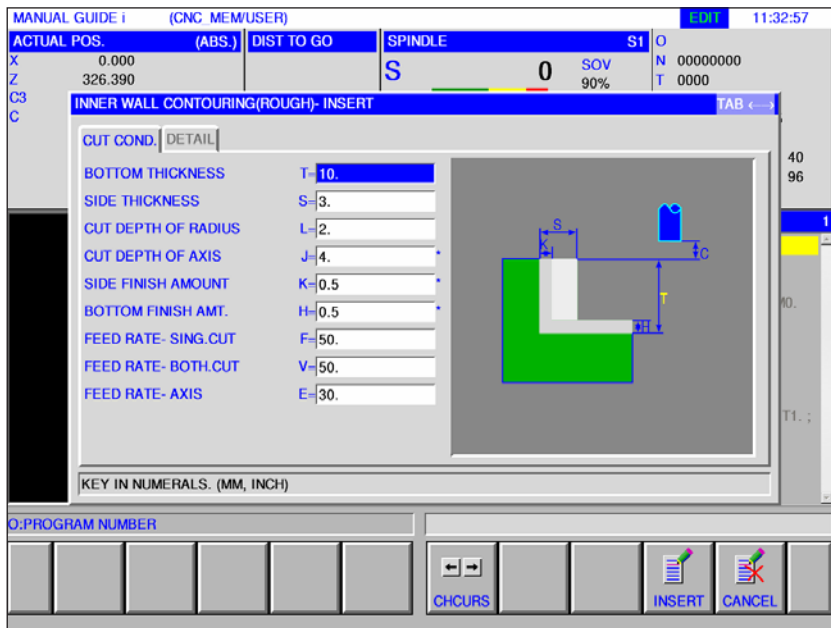 MANUAL GUIDE i (CNC_MEM/USER) EDIT 11:32:57
ACTUAL POS. (ABS.) DIST TO GO SPINDLE S1 O
X 0.000 S 0 SOV N 00000000
Z 326.390 90% T 0000
C3
C
INNER WALL CONTOURING(ROUGH)- INSERT TAB ←→
CUT COND. DETAIL
40
96
BOTTOM THICKNESS T= 10.
SIDE THICKNESS S= 3.
CUT DEPTH OF RADIUS L= 2.
CUT DEPTH OF AXIS J= 4. *
SIDE FINISH AMOUNT K= 0.5 *
BOTTOM FINISH AMT. H= 0.5 *
FEED RATE- SING.CUT F= 50.
FEED RATE- BOTH.CUT V= 50.
FEED RATE- AXIS E= 30.
S
K
C
T
H
1
M0.
T1. ;
KEY IN NUMERALS. (MM, INCH)
O:PROGRAM NUMBER
CHCURS INSERT CANCEL